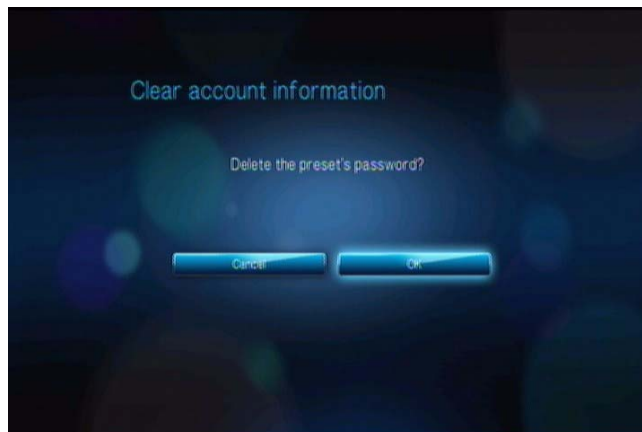 Clear account information
Delete the preset's password?
Cancel
OK